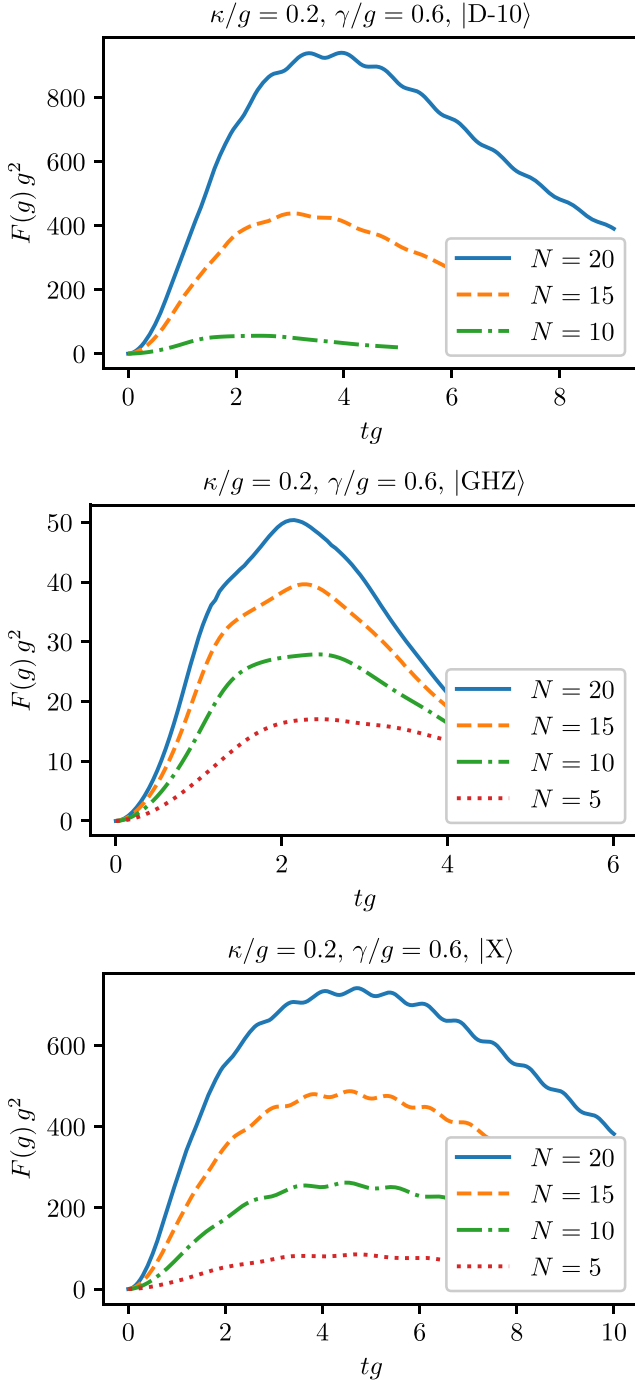 κ/g = 0.2, γ/g = 0.6, |D-10⟩
F(g) g²
800
600
400
200
0
N = 20
N = 15
N = 10
0 2 4 6 8
tg
κ/g = 0.2, γ/g = 0.6, |GHZ⟩
F(g) g²
50
40
30
20
10
0
N = 20
N = 15
N = 10
N = 5
0 2 4 6
tg
κ/g = 0.2, γ/g = 0.6, |X⟩
F(g) g²
600
400
200
0
N = 20
N = 15
N = 10
N = 5
0 2 4 6 8 10
tg